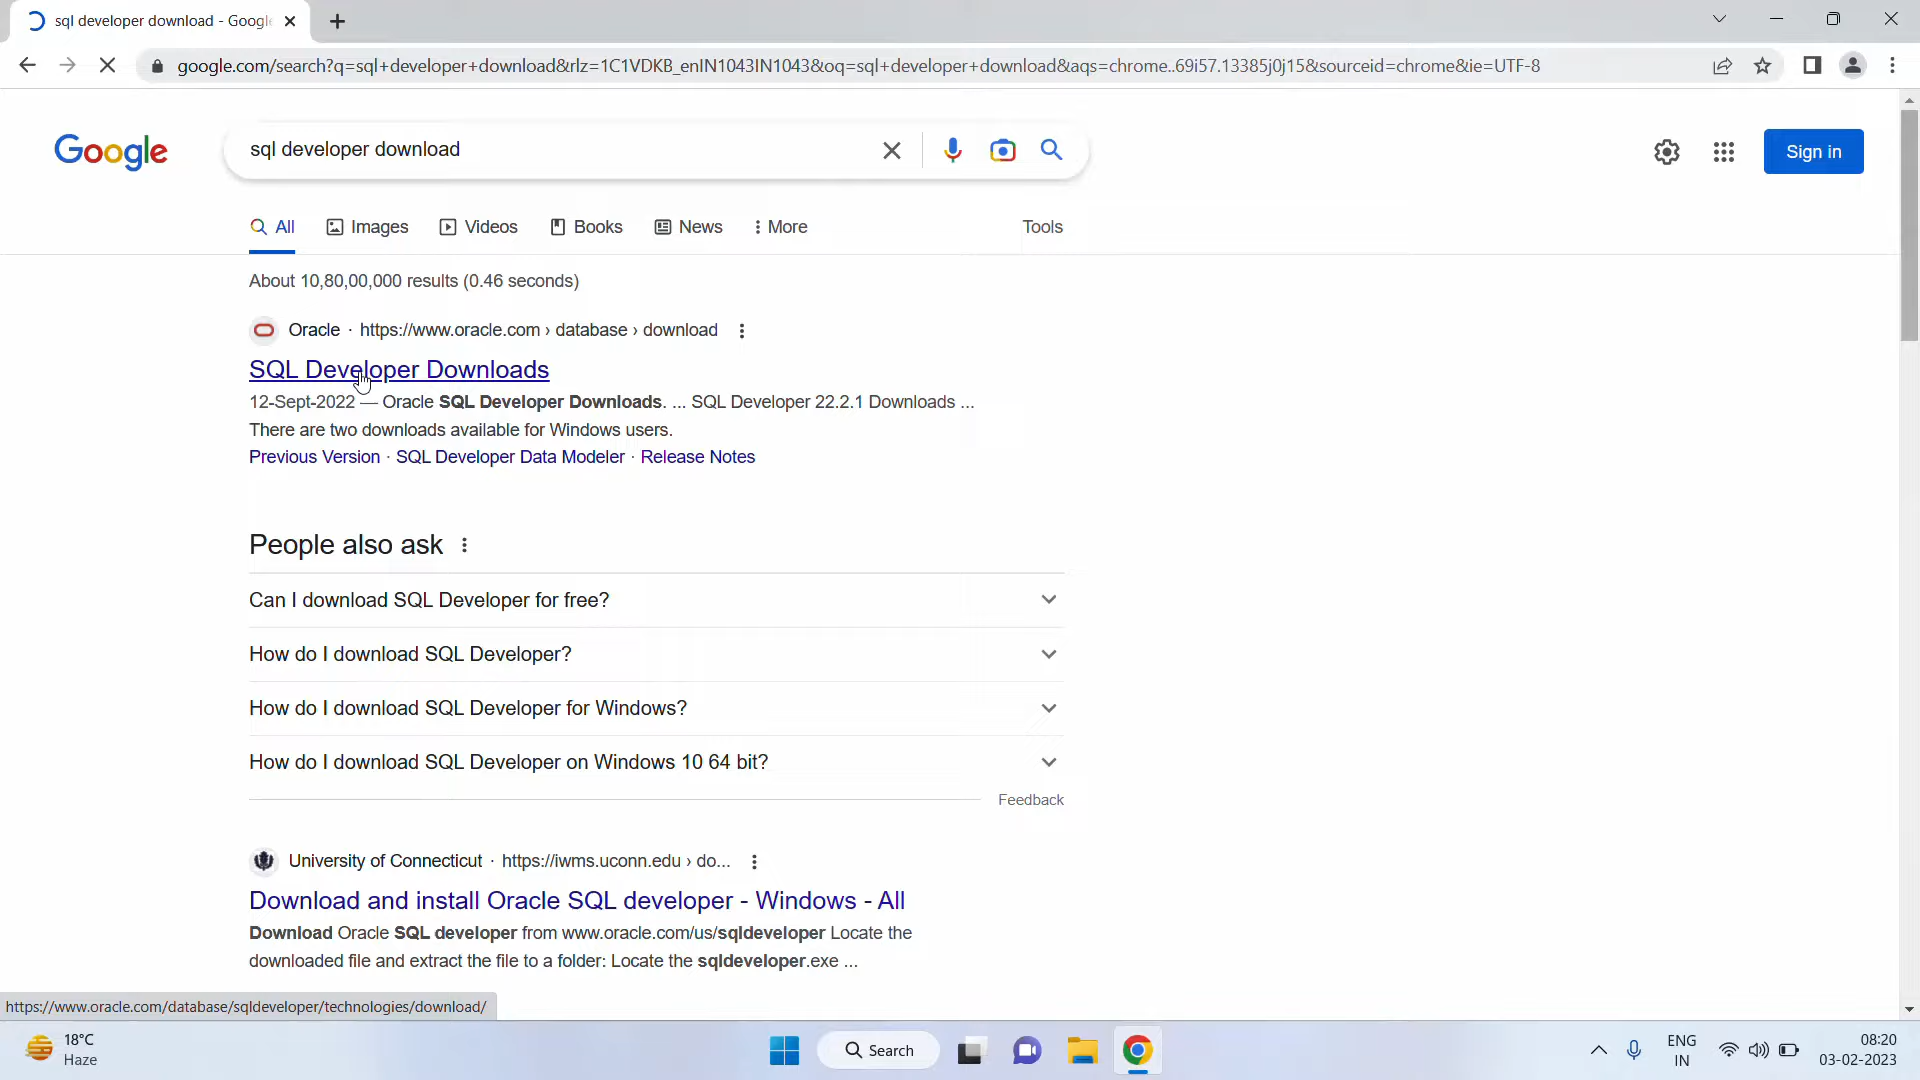 sql developer download - Google
google.com/search?q=sql+developer+download&rlz=1C1VDKB_enIN1043IN1043&oq=sql+developer+download&aqs=chrome..69i57.13385j0j15&sourceid=chrome&ie=UTF-8
Google
sql developer download
Sign in
All Images Videos Books News More Tools
About 10,80,00,000 results (0.46 seconds)
Oracle · https://www.oracle.com › database › download
SQL Developer Downloads
12-Sept-2022 — Oracle SQL Developer Downloads. ... SQL Developer 22.2.1 Downloads ...
There are two downloads available for Windows users.
Previous Version · SQL Developer Data Modeler · Release Notes
People also ask
Can I download SQL Developer for free?
How do I download SQL Developer?
How do I download SQL Developer for Windows?
How do I download SQL Developer on Windows 10 64 bit?
Feedback
University of Connecticut · https://iwms.uconn.edu › do...
Download and install Oracle SQL developer - Windows - All
Download Oracle SQL developer from www.oracle.com/us/sqldeveloper Locate the
downloaded file and extract the file to a folder: Locate the sqldeveloper.exe ...
https://www.oracle.com/database/sqldeveloper/technologies/download/
18°C
Haze
Search
ENG
IN
08:20
03-02-2023